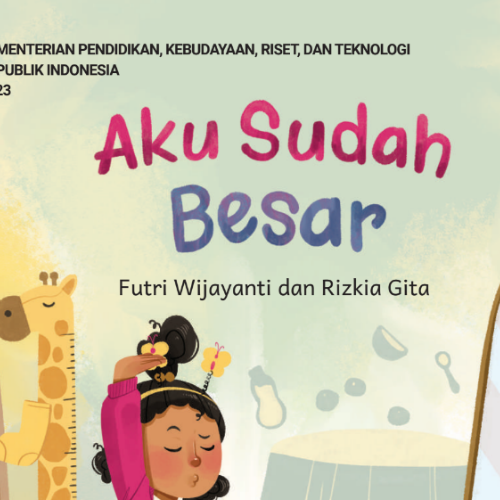 MENTERIAN PENDIDIKAN, KEBUDAYAAN, RISET, DAN TEKNOLOGI
PUBLIK INDONESIA
23
Aku Sudah
Besar
Futri Wijayanti dan Rizkia Gita